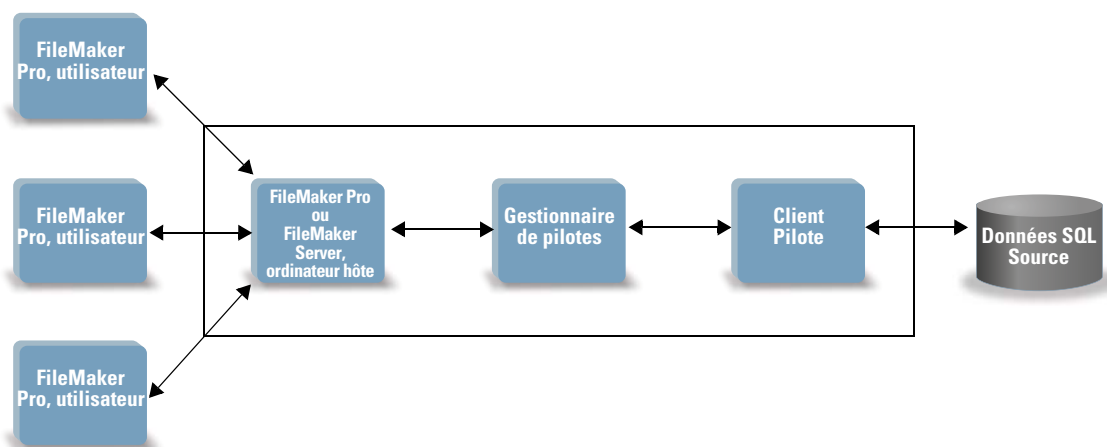 FileMaker
Pro, utilisateur
FileMaker
Pro, utilisateur
FileMaker
Pro, utilisateur
FileMaker Pro
ou
FileMaker
Server,
ordinateur hôte
Gestionnaire
de pilotes
Client
Pilote
Données SQL
Source